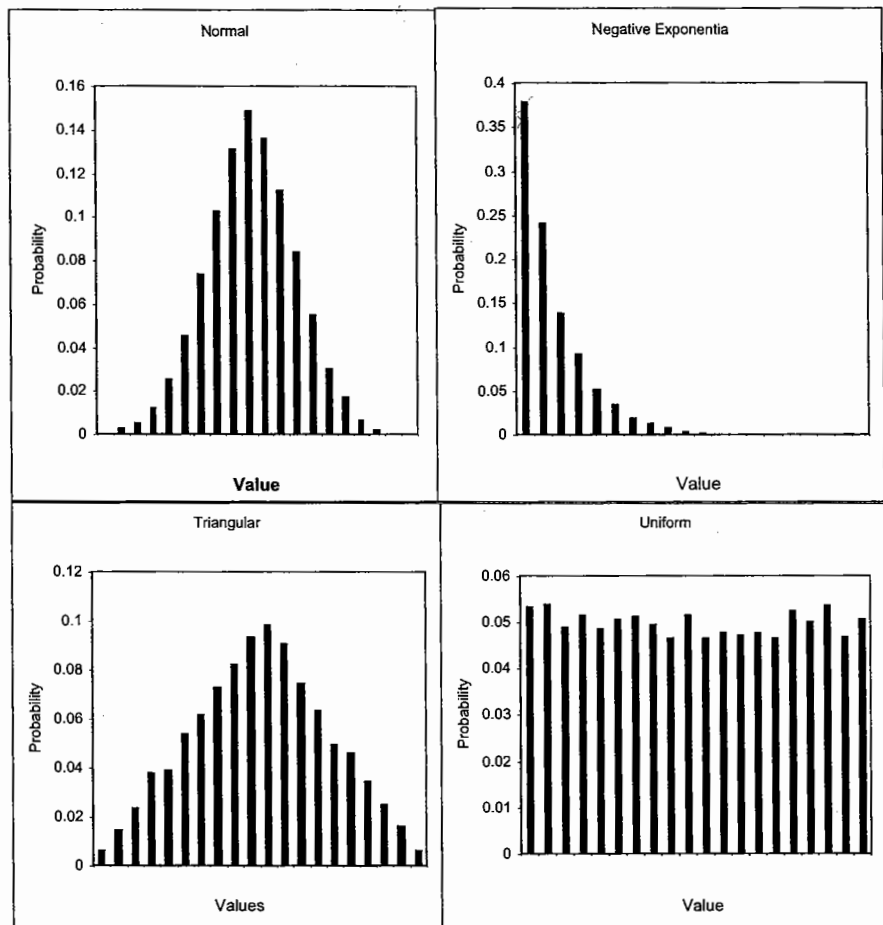 Normal
0.16
0.14
0.12
0.1
0.08
0.06
0.04
0.02
0
Probability
Value
Negative Exponentia
0.4
0.35
0.3
0.25
0.2
0.15
0.1
0.05
0
Probability
Value
Triangular
0.12
0.1
0.08
0.06
0.04
0.02
0
Probability
Values
Uniform
0.06
0.05
0.04
0.03
0.02
0.01
0
Probability
Value